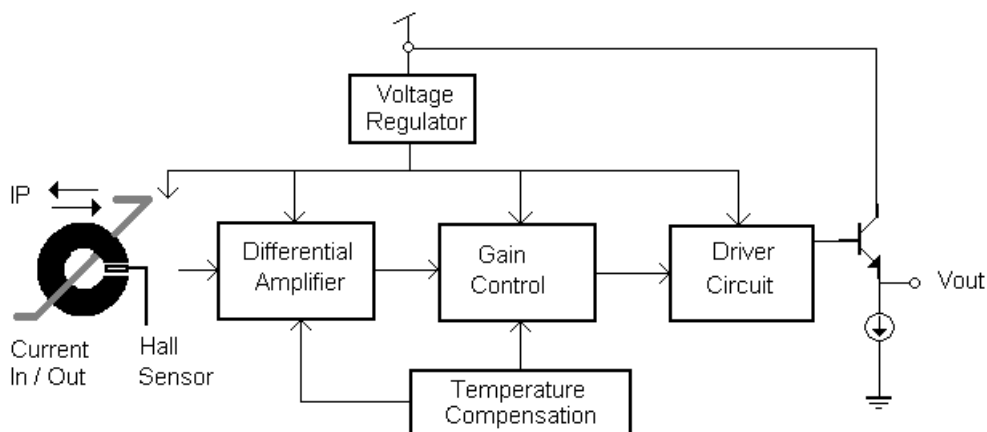 Voltage
Regulator
IP
Differential
Amplifier
Gain
Control
Driver
Circuit
Vout
Current
In / Out
Hall
Sensor
Temperature
Compensation